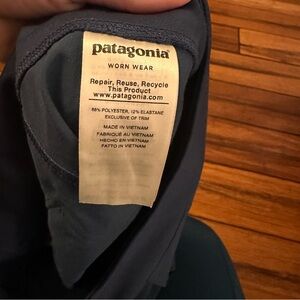 patagonia
WORN WEAR
Repair, Reuse, Recycle
This Product
www.patagonia.com
88% POLYESTER, 12% ELASTANE
EXCLUSIVE OF TRIM
MADE IN VIETNAM
FABRIQUÉ AU VIETNAM
HECHO EN VIETNAM
FATTO IN VIETNAM